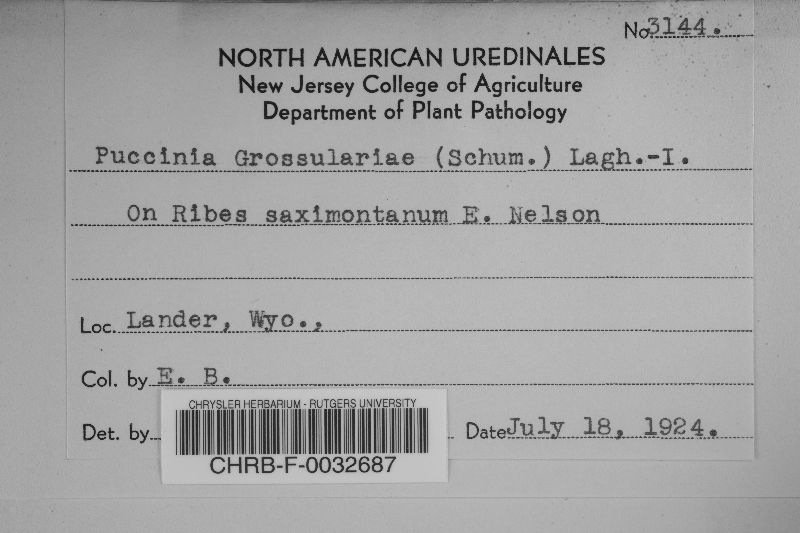 No 3144.
NORTH AMERICAN UREDINALES
New Jersey College of Agriculture
Department of Plant Pathology
Puccinia Grossulariae (Schum.) Lagh.-I.
On Ribes saximontanum E. Nelson
Loc. Lander, Wyo.,
Col. by E. B.
Det. by
Date July 18, 1924.
CHRYSLER HERBARIUM - RUTGERS UNIVERSITY
CHRB-F-0032687